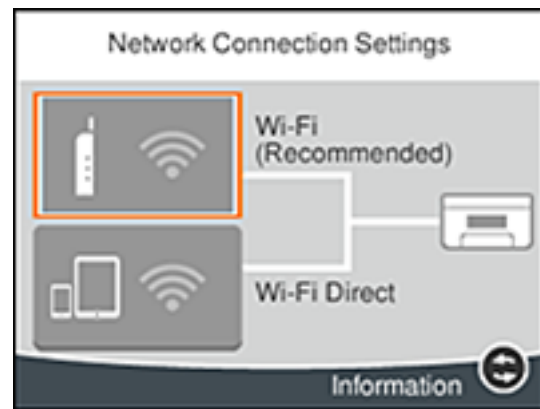 Network Connection Settings
Wi-Fi
(Recommended)
Wi-Fi Direct
Information